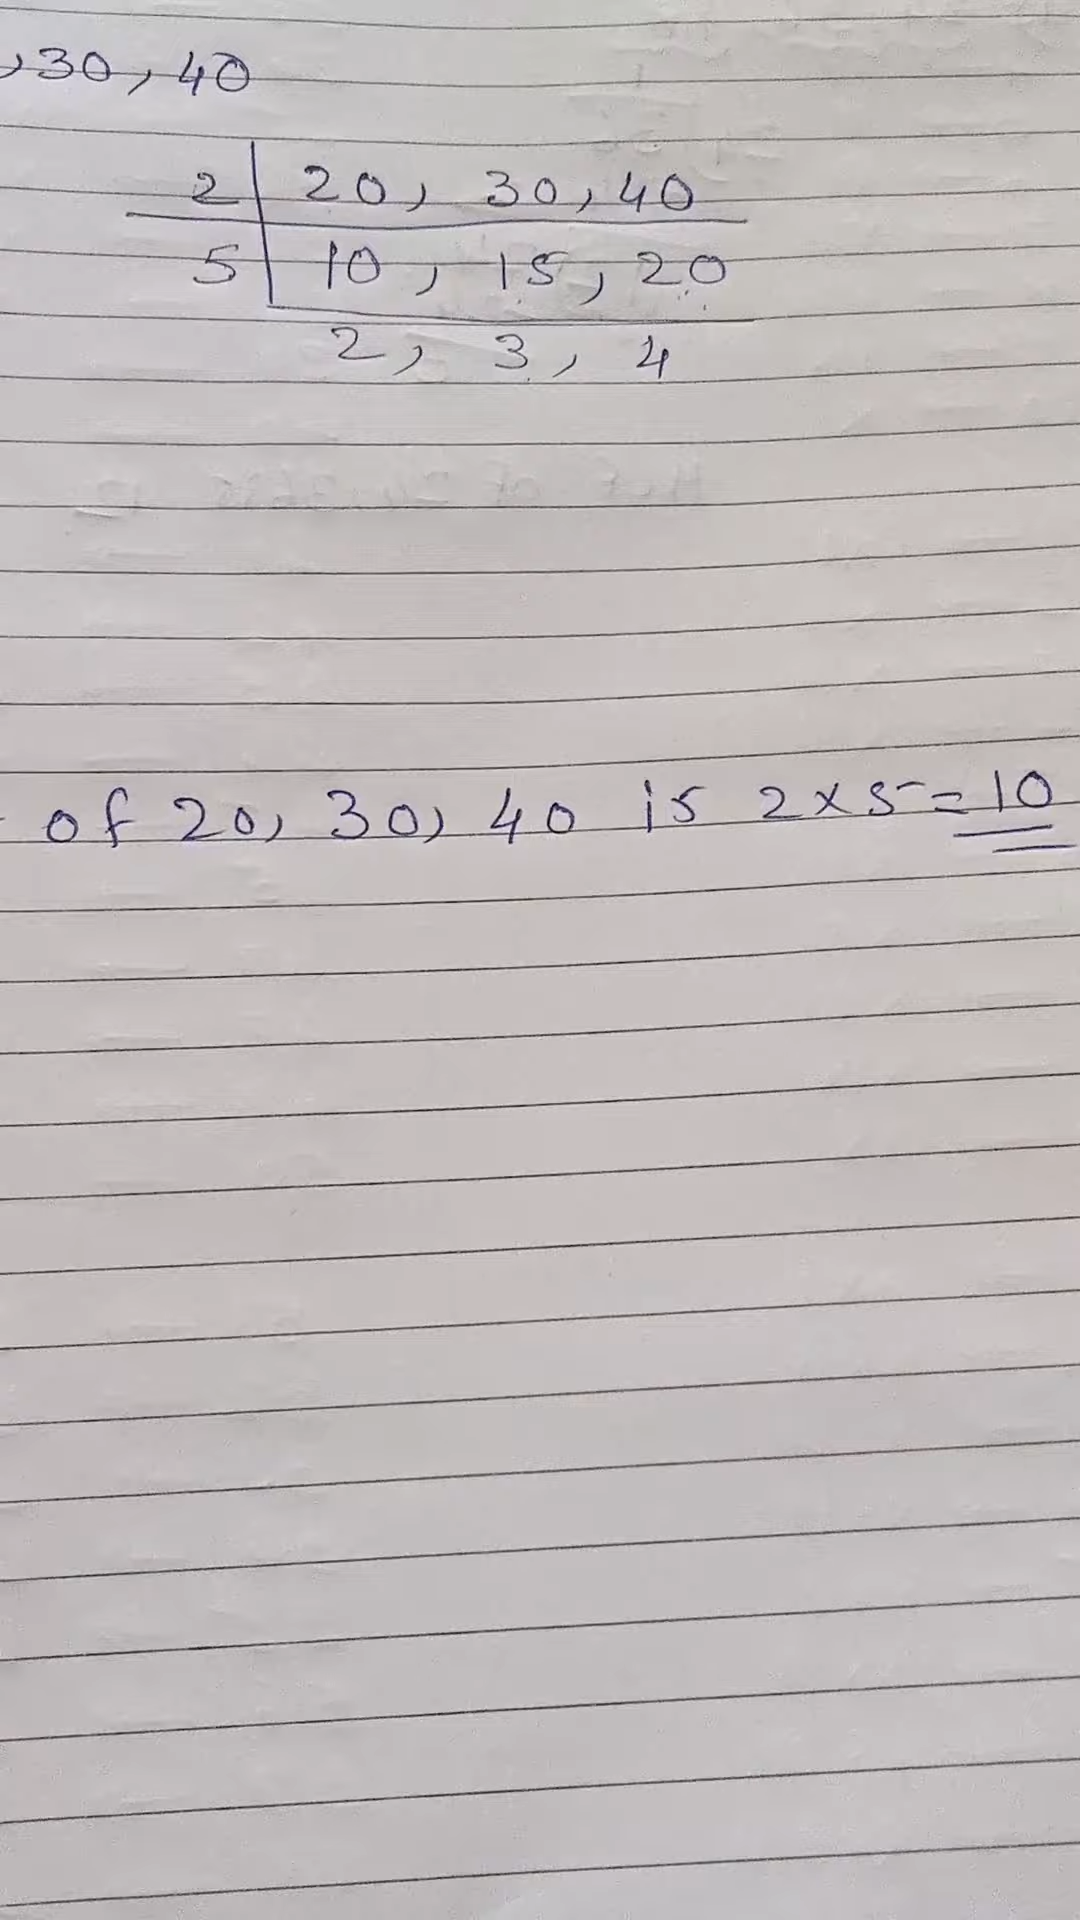 , 30, 40
2 | 20, 30, 40
5 | 10, 15, 20
2, 3, 4
of 20, 30, 40 is 2 x 5 = 10